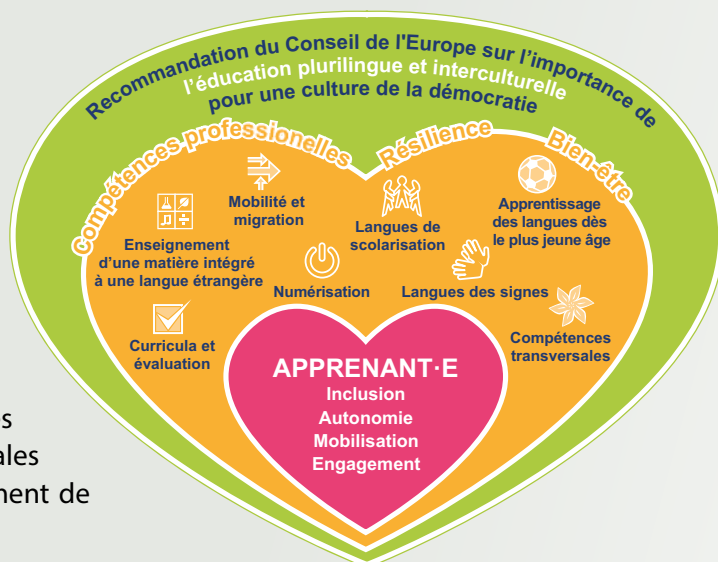 Recommandation du Conseil de l'Europe sur l'importance de
l'éducation plurilingue et interculturelle
pour une culture de la démocratie
Compétences professionelles
Résilience
Bien-être
Mobilité et
migration
Langues de
scolarisation
Apprentissage
des langues dès
le plus jeune âge
Enseignement
d'une matière intégré
à une langue étrangère
Numérisation
Langues des signes
Curricula et
évaluation
Compétences
transversales
APPRENANT·E
Inclusion
Autonomie
Mobilisation
Engagement
de